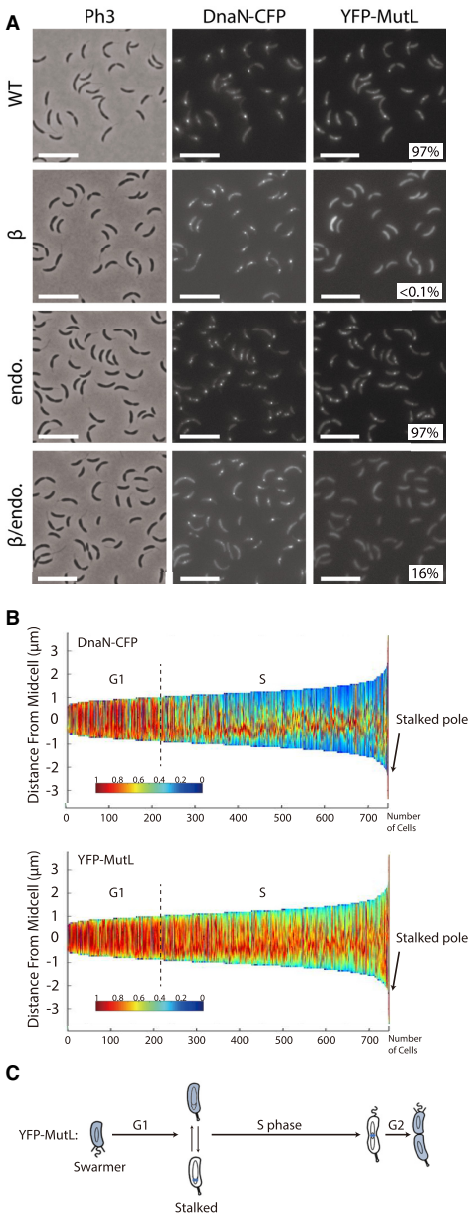 A
Ph3 DnaN-CFP YFP-MutL
WT
97%
β
<0.1%
endo.
97%
β/endo.
16%
B
Distance From Midcell (μm)
3
2
1
0
-1
-2
-3
DnaN-CFP
G1 S
Stalked pole
1 0.8 0.6 0.4 0.2 0
0 100 200 300 400 500 600 700 Number of Cells
Distance From Midcell (μm)
3
2
1
0
-1
-2
-3
YFP-MutL
G1 S
Stalked pole
1 0.8 0.6 0.4 0.2 0
0 100 200 300 400 500 600 700 Number of Cells
C
YFP-MutL: G1 S phase G2
Swarmer
Stalked